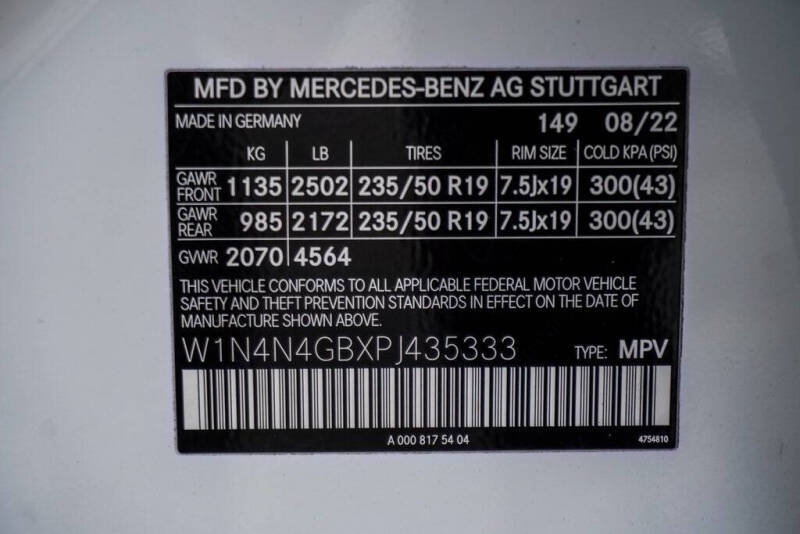 MFD BY MERCEDES-BENZ AG STUTTGART
MADE IN GERMANY 149 08/22
KG LB TIRES RIM SIZE COLD KPA(PSI)
GAWR FRONT 1135 2502 235/50 R19 7.5Jx19 300(43)
GAWR REAR 985 2172 235/50 R19 7.5Jx19 300(43)
GVWR 2070 4564
THIS VEHICLE CONFORMS TO ALL APPLICABLE FEDERAL MOTOR VEHICLE
SAFETY AND THEFT PREVENTION STANDARDS IN EFFECT ON THE DATE OF
MANUFACTURE SHOWN ABOVE.
W1N4N4GBXPJ435333 TYPE: MPV
A 000 817 54 04 4754810